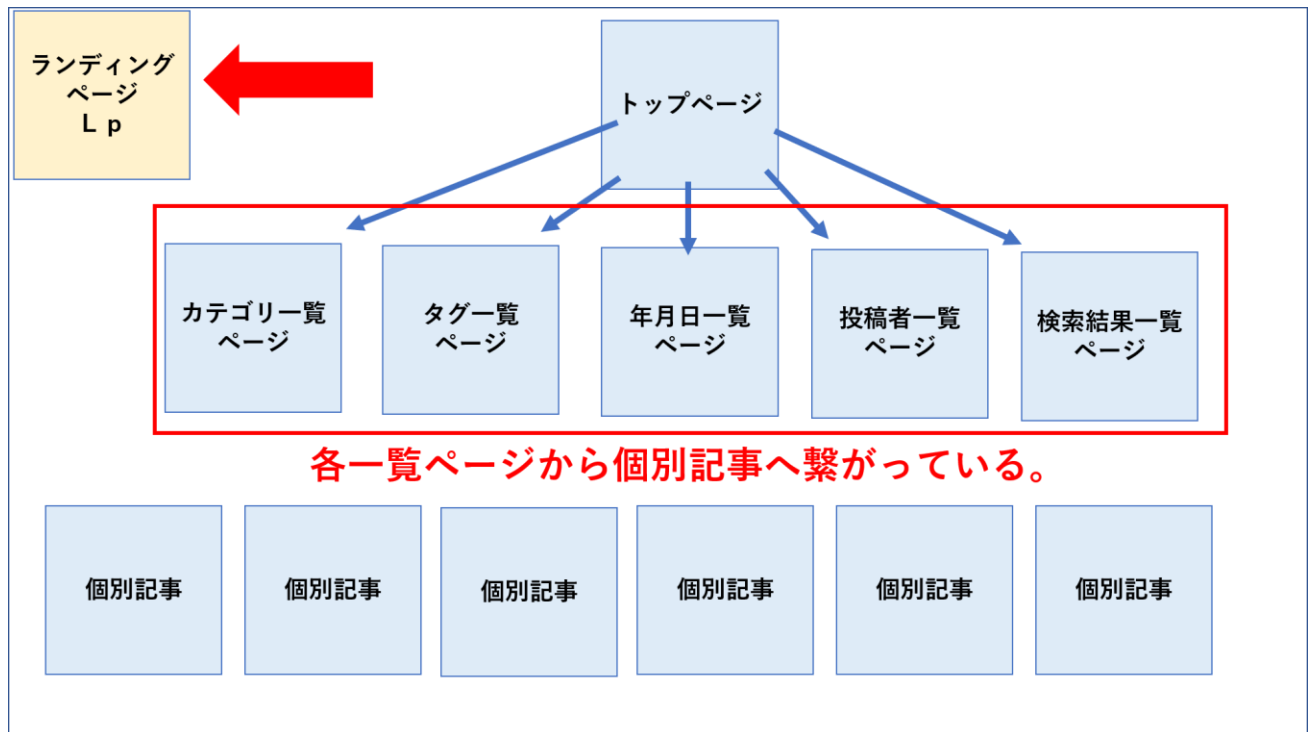 ランディング
ページ
Ｌｐ
トップページ
カテゴリ一覧
ページ
タグ一覧
ページ
年月日一覧
ページ
投稿者一覧
ページ
検索結果一覧
ページ
各一覧ページから個別記事へ繋がっている。
個別記事
個別記事
個別記事
個別記事
個別記事
個別記事